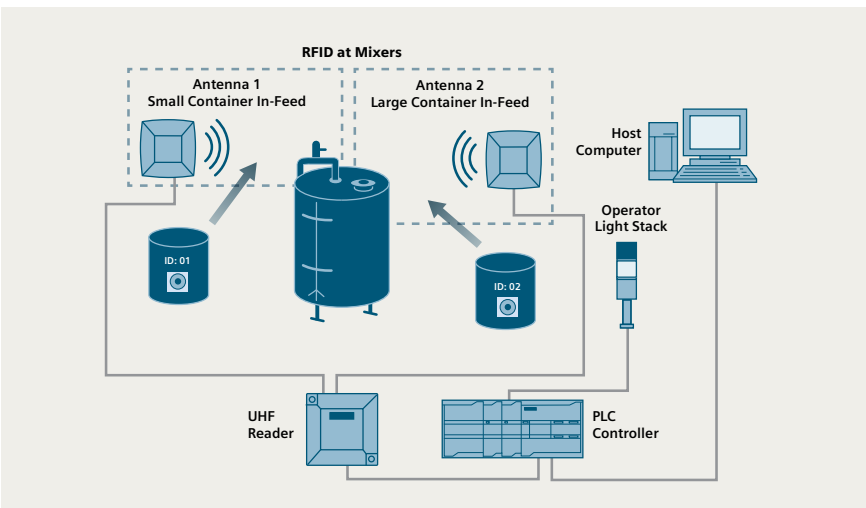 RFID at Mixers
Antenna 1
Small Container In-Feed
Antenna 2
Large Container In-Feed
Host
Computer
Operator
Light Stack
ID: 01
ID: 02
UHF
Reader
PLC
Controller